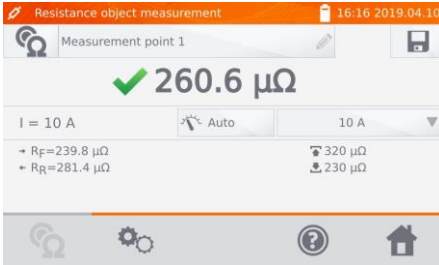 Resistance object measurement 16:16 2019.04.10
Measurement point 1
260.6 µΩ
I = 10 A Auto 10 A
→ RF=239.8 µΩ 320 µΩ
← RR=281.4 µΩ 230 µΩ